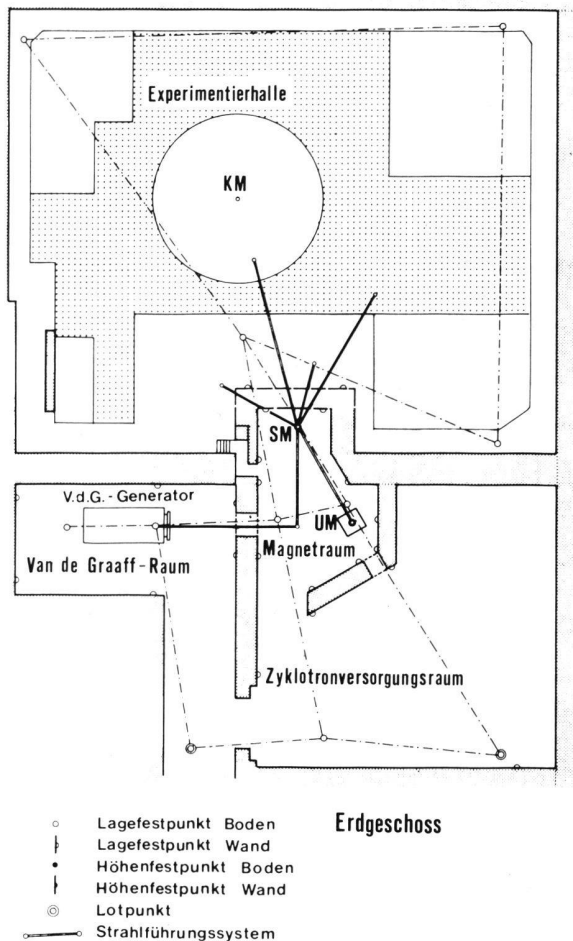 Experimentierhalle
KM
SM
V.d.G.-Generator
UM
Magnetraum
Van de Graaff-Raum
Zyklotronversorgungsraum
Erdgeschoss
Lagefestpunkt Boden
Lagefestpunkt Wand
Höhenfestpunkt Boden
Höhenfestpunkt Wand
Lotpunkt
Strahlführungssystem